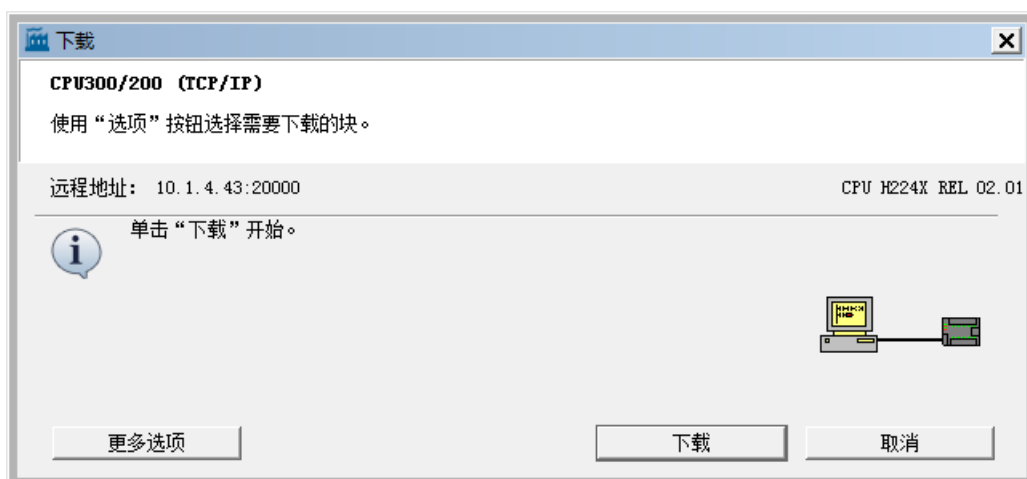 下载
CPU300/200 (TCP/IP)
使用“选项”按钮选择需要下载的块。
远程地址: 10.1.4.43:20000 CPU H224X REL 02.01
单击“下载”开始。
更多选项 下载 取消